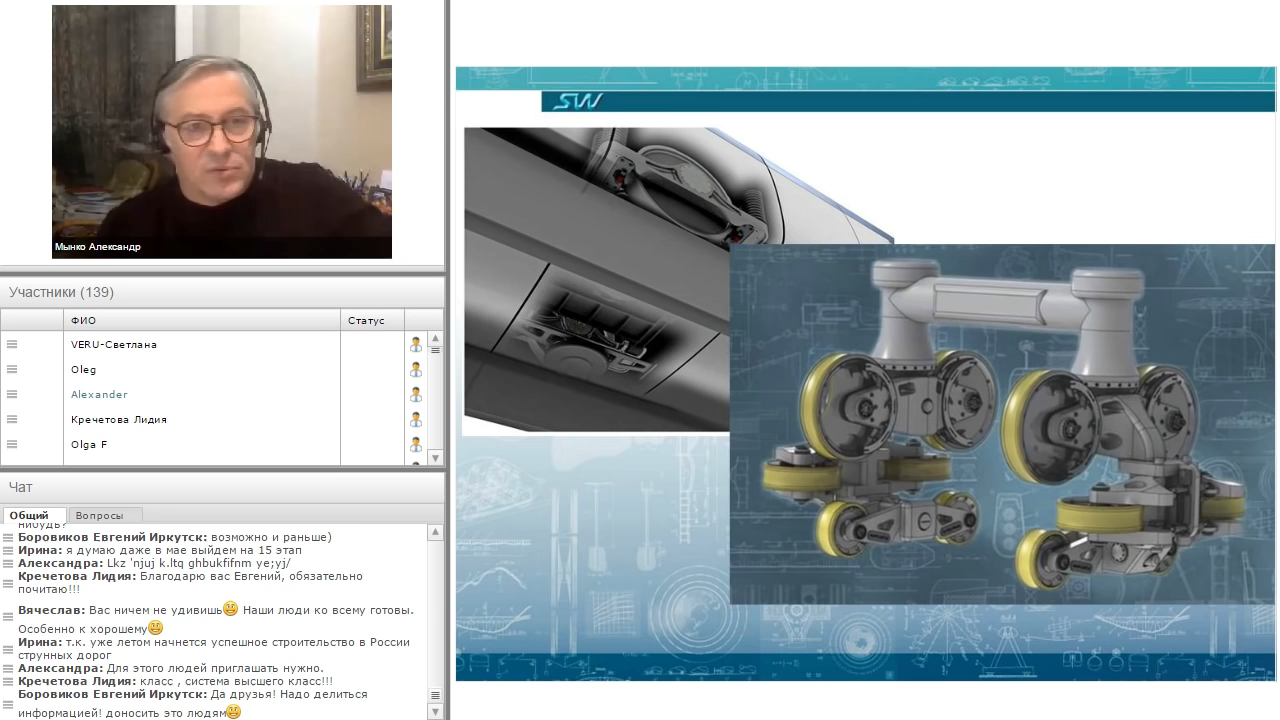 Мынко Александр
SW
Участники (139)
ФИО
Статус
VERU-Светлана
Oleg
Alexander
Кречетова Лидия
Olga F
Чат
Общий
Вопросы
нибудь?
Боровиков Евгений Иркутск: возможно и раньше)
Ирина: я думаю даже в мае выйдем на 15 этап
Александра: Lkz 'njuj k.ltq ghbukfifnm ye;yj/
Кречетова Лидия: Благодарю вас Евгений, обязательно
почитаю!!!
Вячеслав: Вас ничем не удивишь Наши люди ко всему готовы.
Особенно к хорошему
Ирина: т.к. уже летом начнется успешное строительство в России
струнных дорог
Александра: Для этого людей приглашать нужно.
Кречетова Лидия: класс , система высшего класс!!!
Боровиков Евгений Иркутск: Да друзья! Надо делиться
информацией! доносить это людям